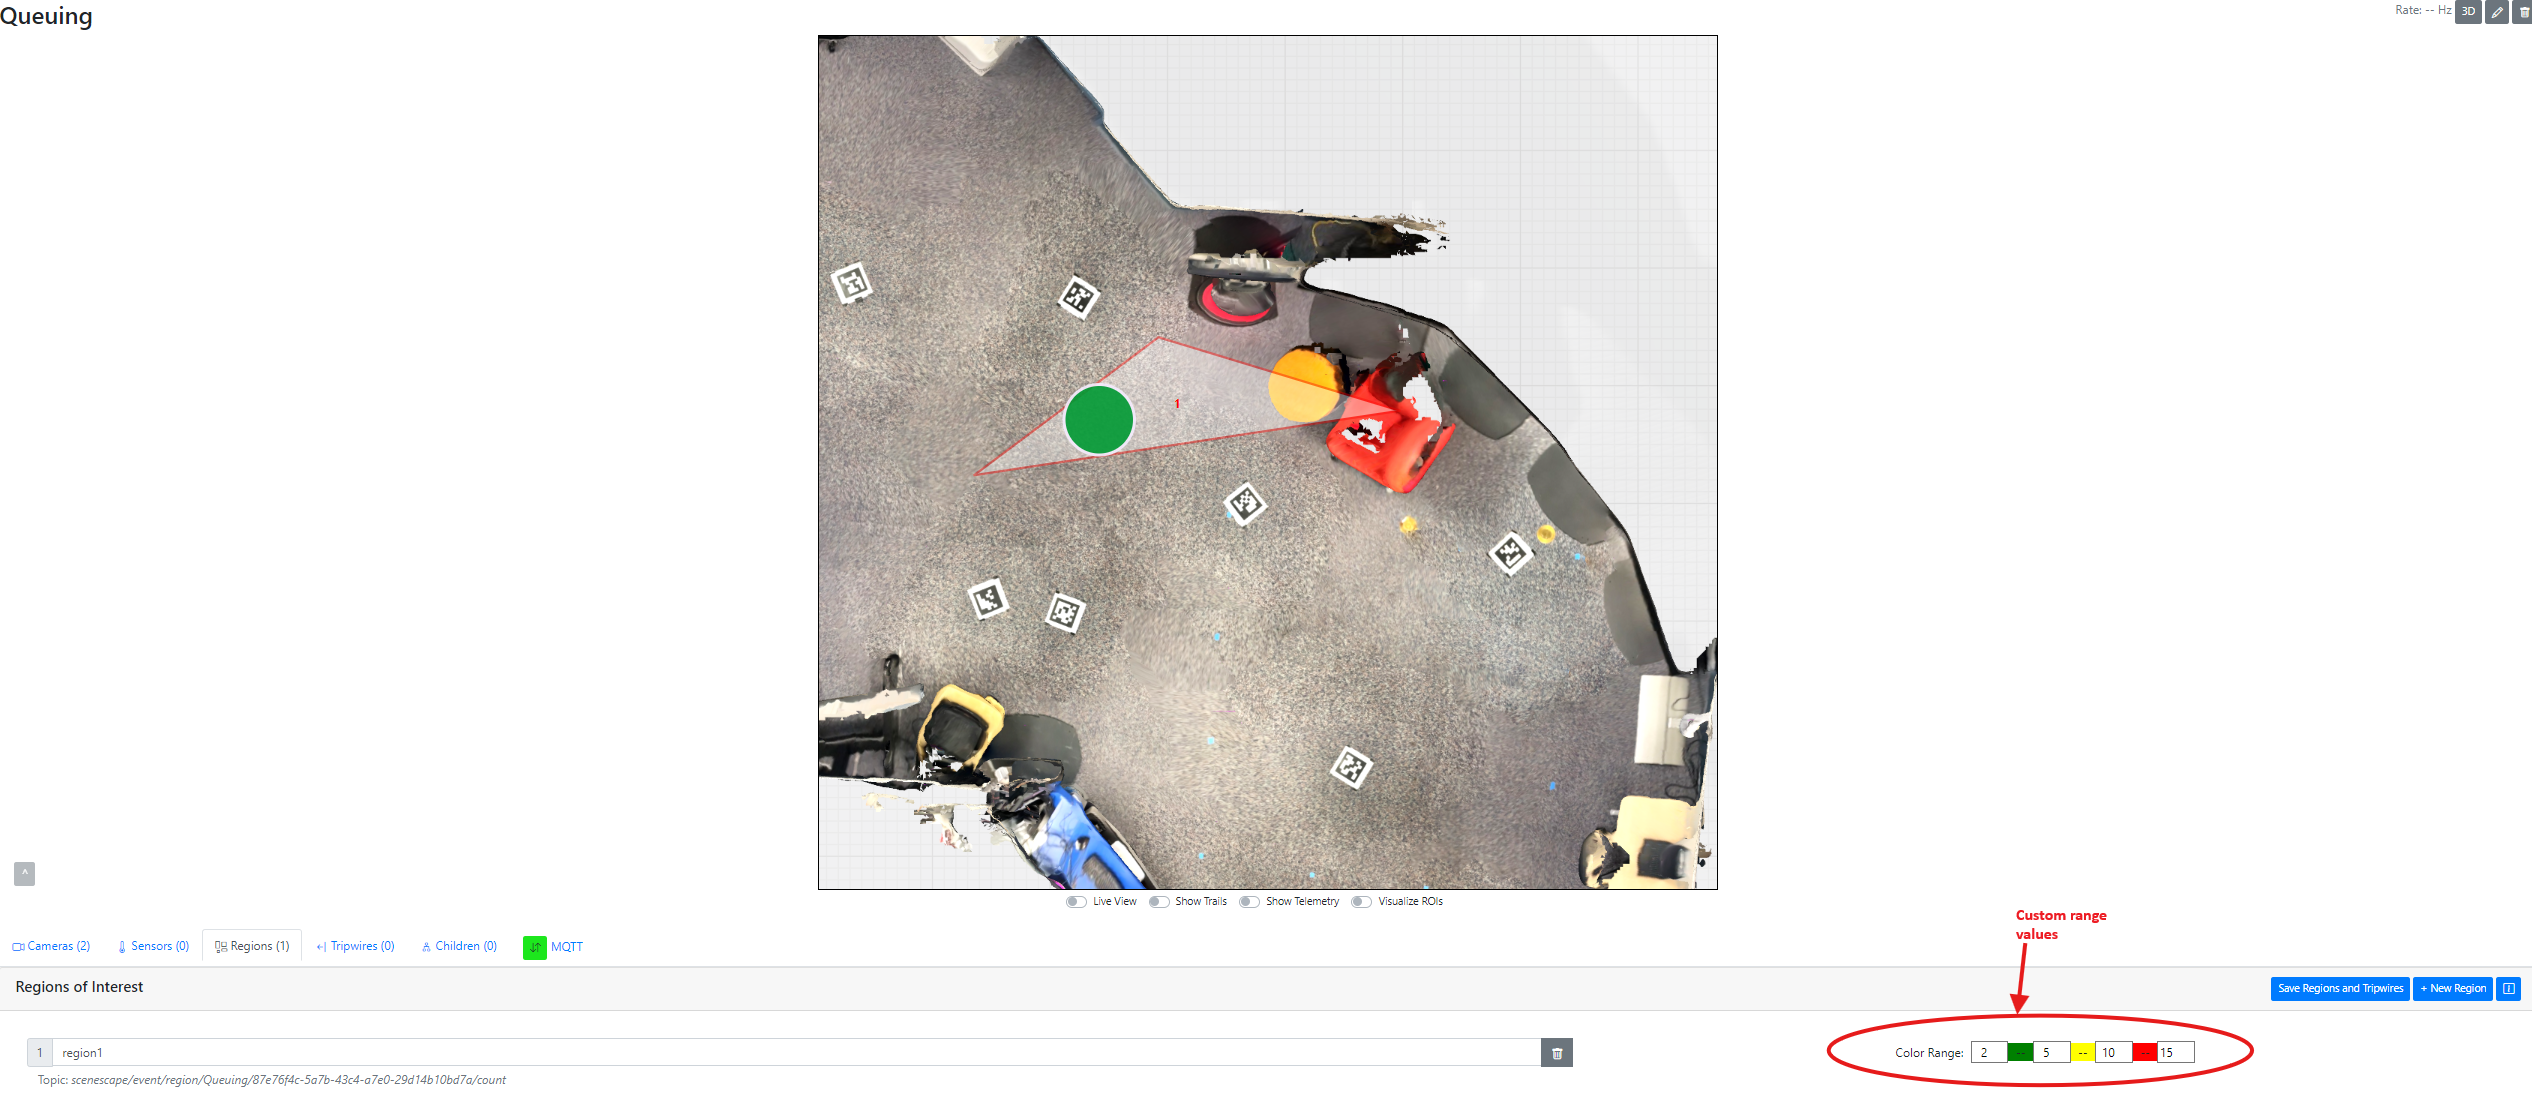 Queuing
Rate: -- Hz
3D
1
^
Live View
Show Trails
Show Telemetry
Visualize ROIs
Custom range
values
Cameras (2)
Sensors (0)
Regions (1)
Tripwires (0)
Children (0)
MQTT
Regions of Interest
Save Regions and Tripwires
+ New Region
1
region1
Color Range: 2 -- 5 -- 10 -- 15
Topic: scenescape/event/region/Queuing/87e76f4c-5a7b-43c4-a7e0-29d14b10bd7a/count